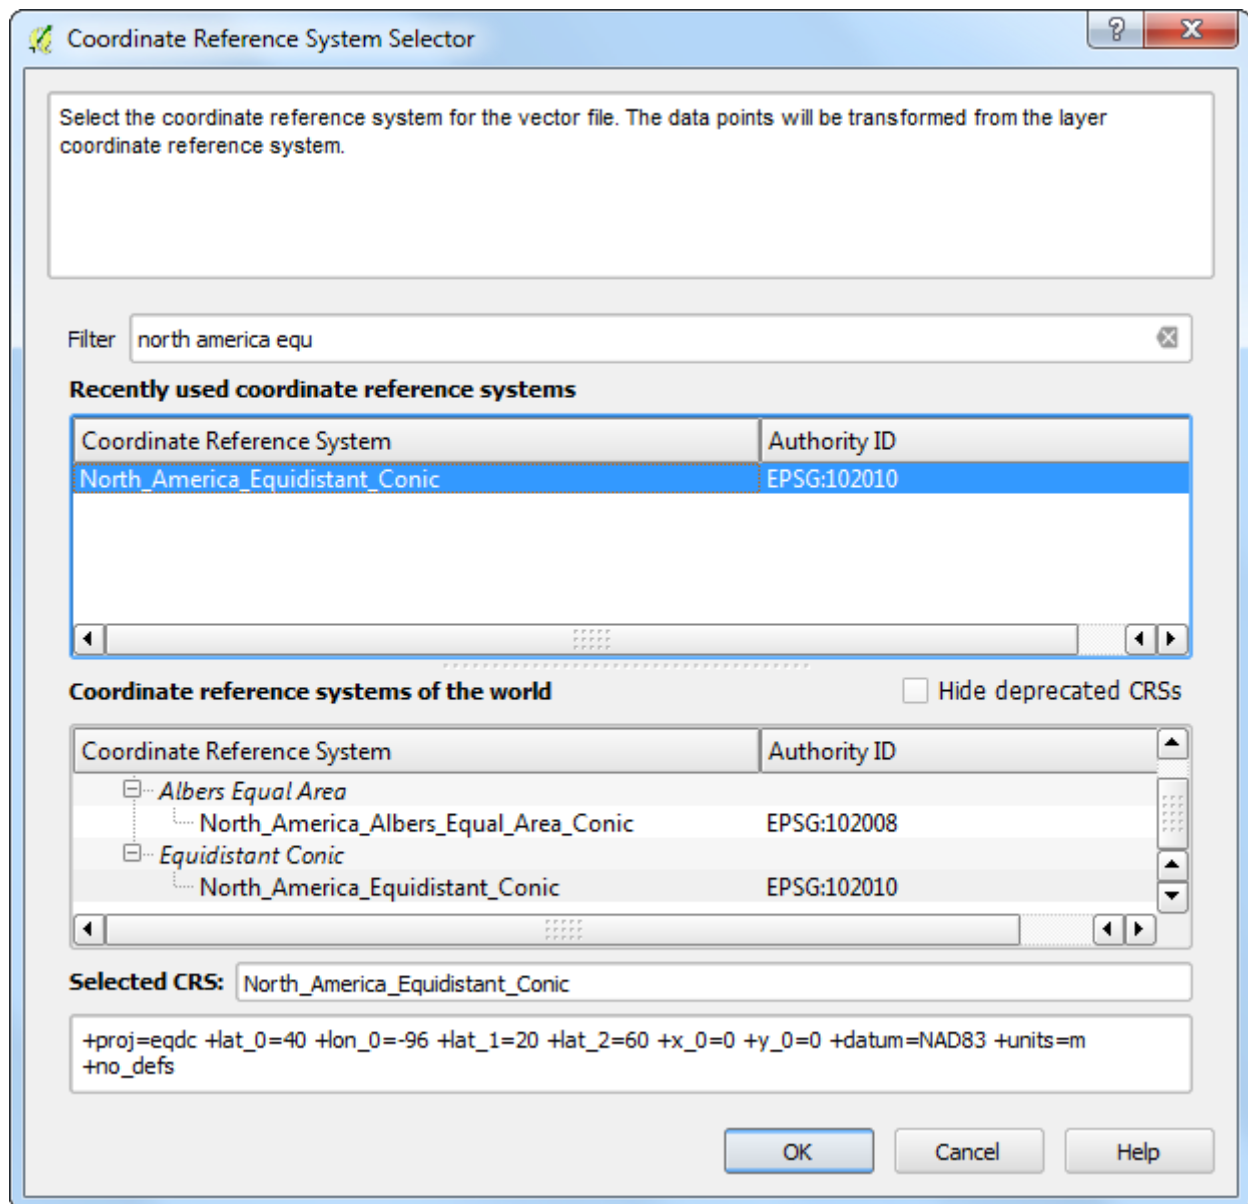 Coordinate Reference System Selector
Select the coordinate reference system for the vector file. The data points will be transformed from the layer
coordinate reference system.
Filter north america equ
Recently used coordinate reference systems
Coordinate Reference System Authority ID
North_America_Equidistant_Conic EPSG:102010
Coordinate reference systems of the world Hide deprecated CRSs
Coordinate Reference System Authority ID
Albers Equal Area
North_America_Albers_Equal_Area_Conic EPSG:102008
Equidistant Conic
North_America_Equidistant_Conic EPSG:102010
Selected CRS: North_America_Equidistant_Conic
+proj=eqdc +lat_0=40 +lon_0=-96 +lat_1=20 +lat_2=60 +x_0=0 +y_0=0 +datum=NAD83 +units=m
+no_defs
OK Cancel Help